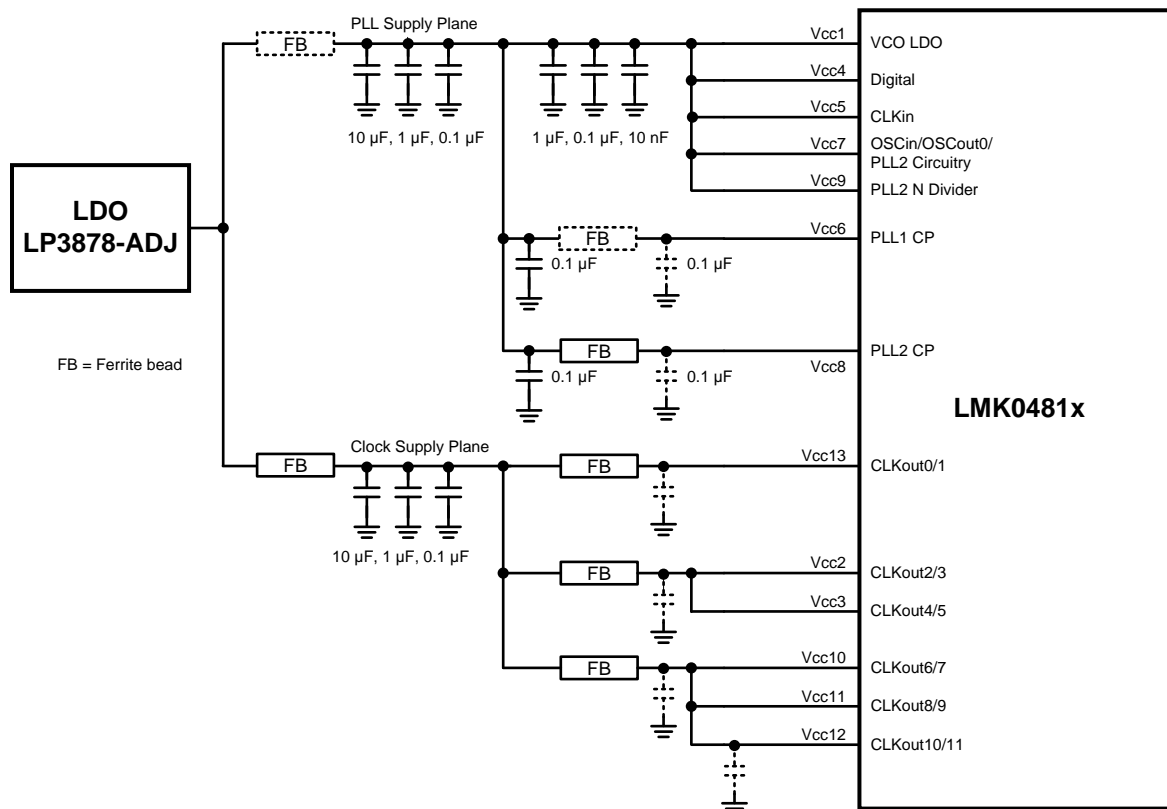 PLL Supply Plane
FB
10 µF, 1 µF, 0.1 µF
1 µF, 0.1 µF, 10 nF
Vcc1
VCO LDO
Vcc4
Digital
Vcc5
CLKin
Vcc7
OSCin/OSCout0/
PLL2 Circuitry
Vcc9
PLL2 N Divider
LDO
LP3878-ADJ
FB
0.1 µF
0.1 µF
Vcc6
PLL1 CP
FB = Ferrite bead
FB
0.1 µF
0.1 µF
Vcc8
PLL2 CP
LMK0481x
Clock Supply Plane
FB
10 µF, 1 µF, 0.1 µF
FB
Vcc13
CLKout0/1
FB
Vcc2
CLKout2/3
Vcc3
CLKout4/5
FB
Vcc10
CLKout6/7
Vcc11
CLKout8/9
Vcc12
CLKout10/11